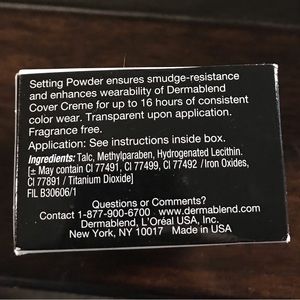 Setting Powder ensures smudge-resistance
and enhances wearability of Dermablend
Cover Creme for up to 16 hours of consistent
color wear. Transparent upon application.
Fragrance free.
Application: See instructions inside box.
Ingredients: Talc, Methylparaben, Hydrogenated Lecithin.
[± May contain CI 77491, CI 77499, CI 77492 /Iron Oxides,
CI 77891 / Titanium Dioxide]
FIL B30606/1
Questions or Comments?
Contact 1-877-900-6700 www.dermablend.com
Dermablend, L'Oréal USA, Inc.
New York, NY 10017 Made in USA